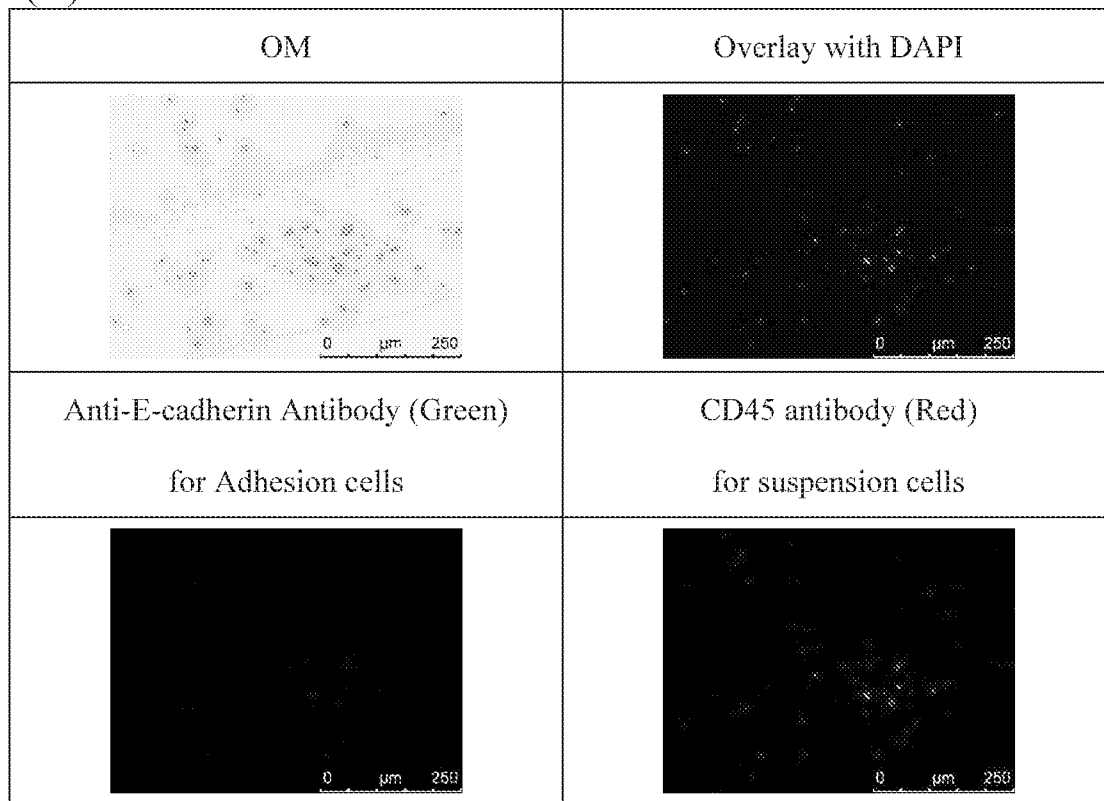 OM
Overlay with DAPI
0 µm 250
0 µm 250
Anti-E-cadherin Antibody (Green)
for Adhesion cells
CD45 antibody (Red)
for suspension cells
0 µm 250
0 µm 250